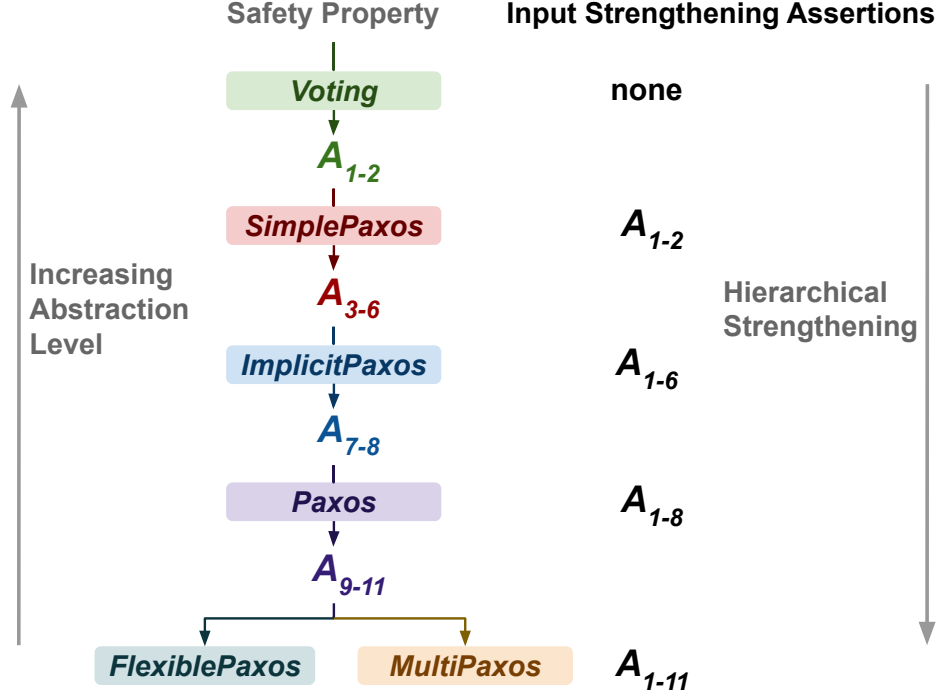 Safety Property
Input Strengthening Assertions
Voting
none
A1-2
SimplePaxos
A1-2
Increasing
Abstraction
Level
A3-6
Hierarchical
Strengthening
ImplicitPaxos
A1-6
A7-8
Paxos
A1-8
A9-11
FlexiblePaxos
MultiPaxos
A1-11